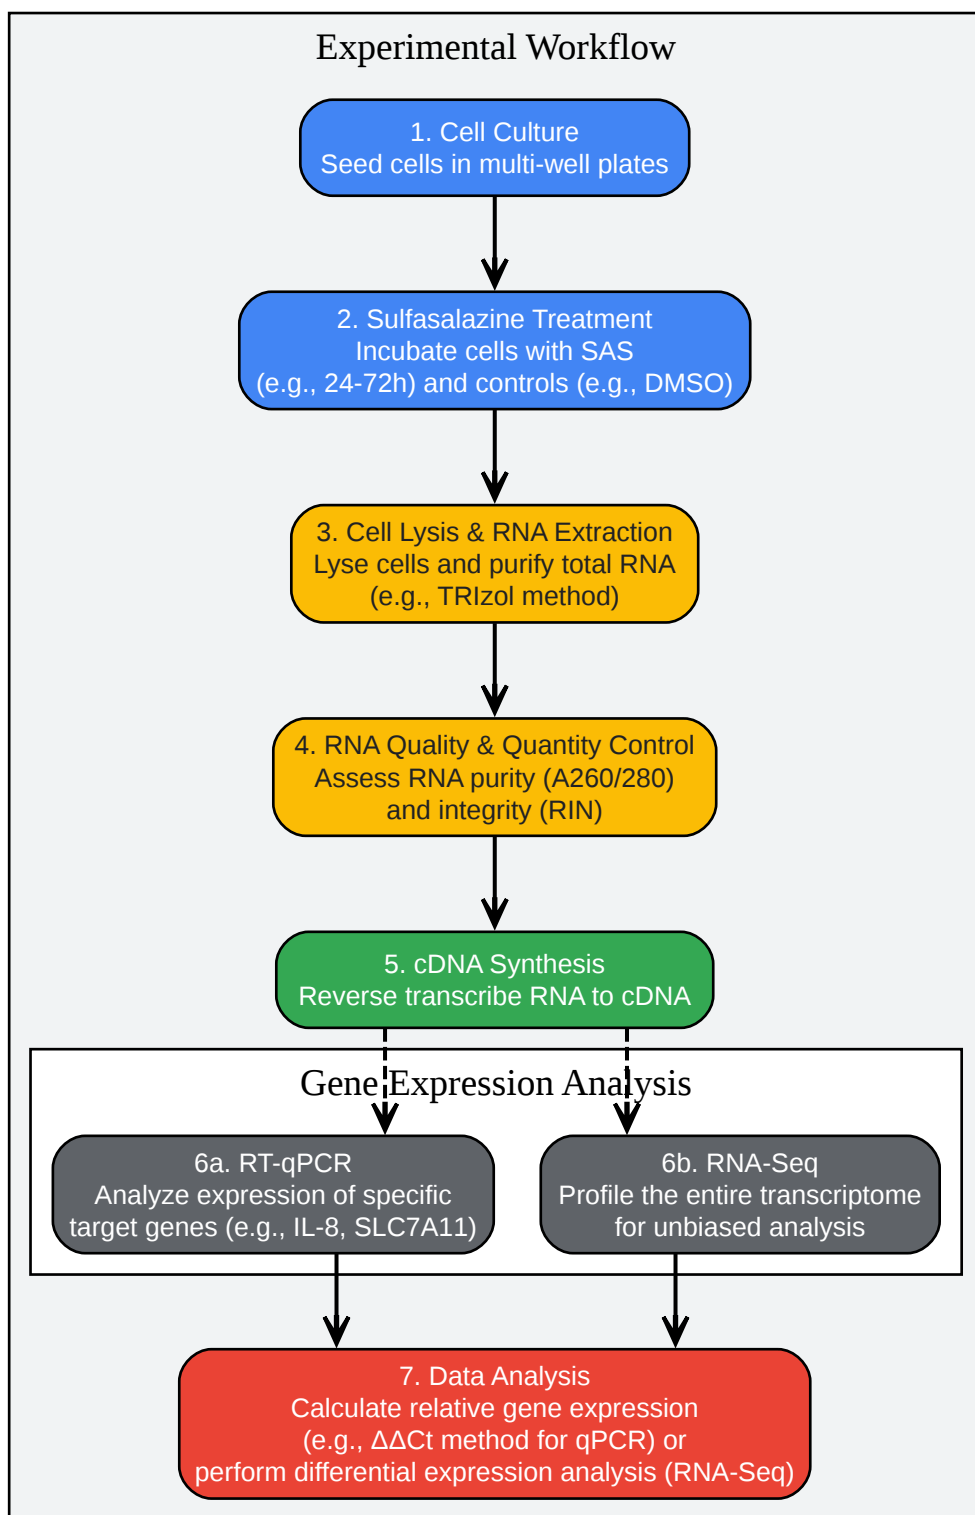 Experimental Workflow
1. Cell Culture
Seed cells in multi-well plates
2. Sulfasalazine Treatment
Incubate cells with SAS
(e.g., 24-72h) and controls (e.g., DMSO)
3. Cell Lysis & RNA Extraction
Lyse cells and purify total RNA
(e.g., TRIzol method)
4. RNA Quality & Quantity Control
Assess RNA purity (A260/280)
and integrity (RIN)
5. cDNA Synthesis
Reverse transcribe RNA to cDNA
Gene Expression Analysis
6a. RT-qPCR
Analyze expression of specific
target genes (e.g., IL-8, SLC7A11)
6b. RNA-Seq
Profile the entire transcriptome
for unbiased analysis
7. Data Analysis
Calculate relative gene expression
(e.g., ΔΔCt method for qPCR) or
perform differential expression analysis (RNA-Seq)